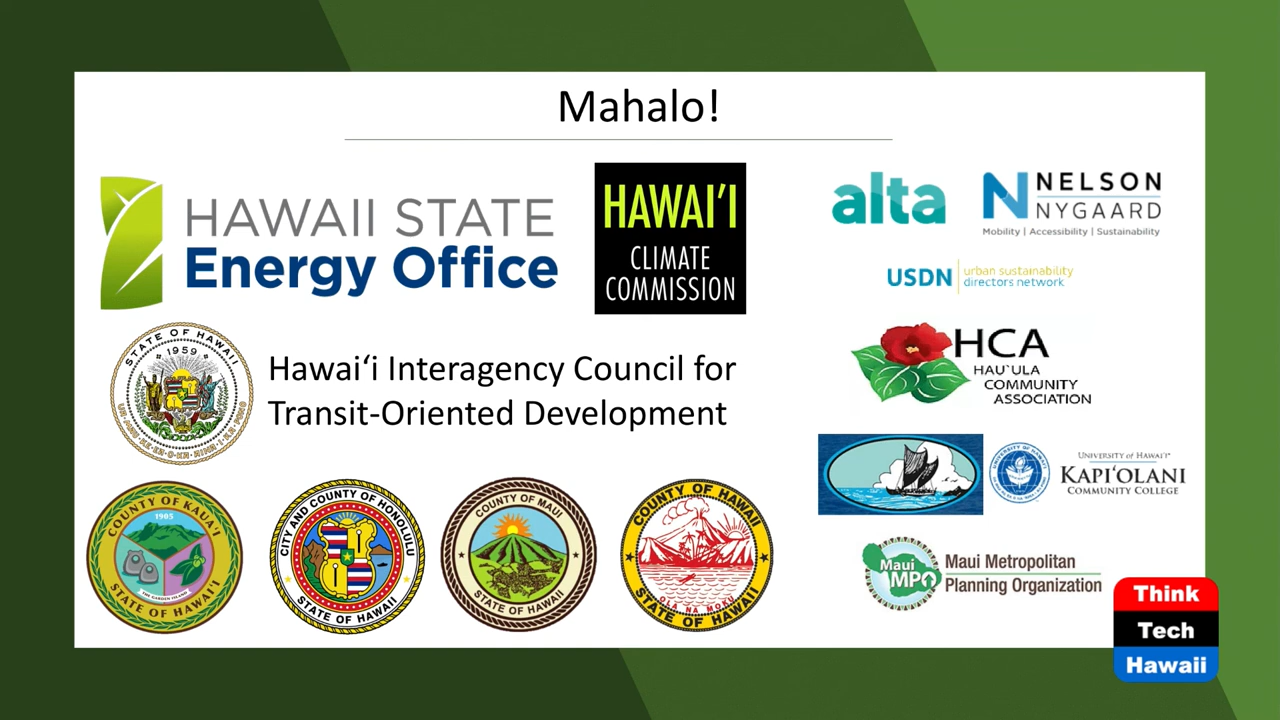 Mahalo!
HAWAII STATE
Energy Office
HAWAI'I
CLIMATE
COMMISSION
alta
NELSON
NYGAARD
Mobility | Accessibility | Sustainability
USDN
urban sustainability
directors network
HCA
HAU`ULA
COMMUNITY
ASSOCIATION
STATE OF HAWAII
1959
Hawai‘i Interagency Council for
Transit-Oriented Development
UNIVERSITY OF HAWAI'I
KAPI'OLANI
COMMUNITY COLLEGE
COUNTY OF KAUA'I
1905
THE GARDEN ISLAND
STATE OF HAWAI'I
CITY AND COUNTY OF HONOLULU
STATE OF HAWAII
COUNTY OF MAUI
STATE OF HAWAII
COUNTY OF HAWAII
STATE OF HAWAII
Maui
MPO
Maui Metropolitan
Planning Organization
Think
Tech
Hawaii